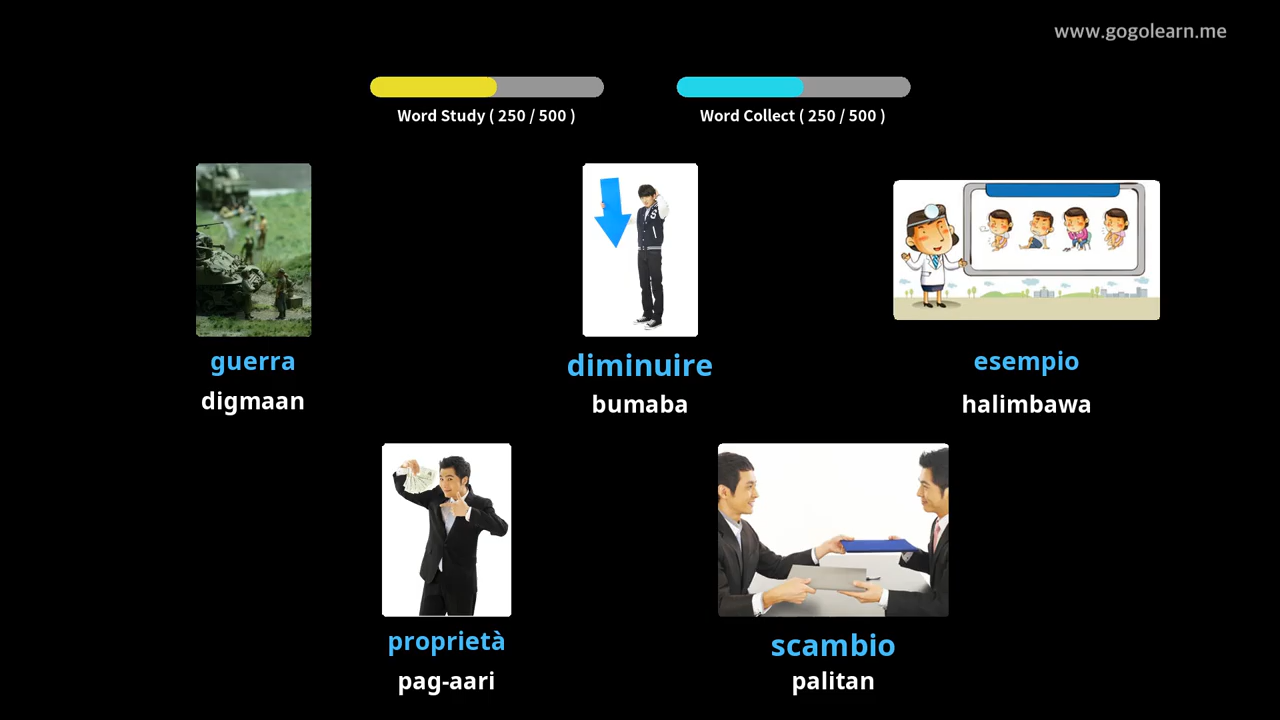 www.gogolearn.me
Word Study ( 250 / 500 )
Word Collect ( 250 / 500 )
guerra
digmaan
diminuire
bumaba
esempio
halimbawa
proprietà
pag-aari
scambio
palitan